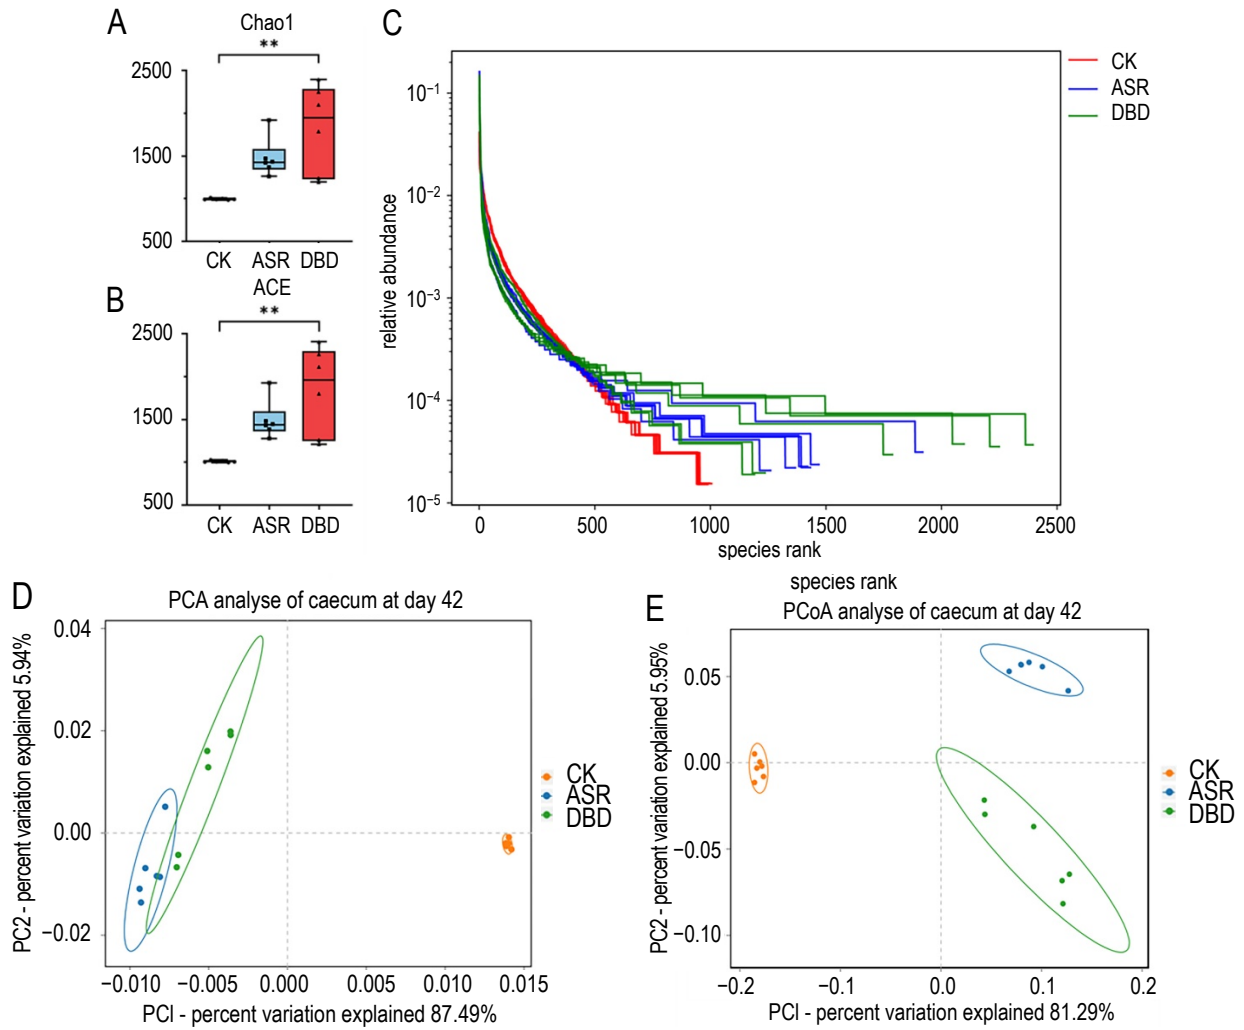 A
Chao1
**
2500
1500
500
CK ASR DBD
B
ACE
**
2500
1500
500
CK ASR DBD
C
relative abundance
10⁻¹
10⁻²
10⁻³
10⁻⁴
10⁻⁵
0 500 1000 1500 2000 2500
species rank
CK
ASR
DBD
D
PCA analyse of caecum at day 42
PC2 - percent variation explained 5.94%
0.04
0.02
0.00
−0.02
−0.010 −0.005 0.000 0.005 0.010 0.015
PCI - percent variation explained 87.49%
CK
ASR
DBD
species rank
E
PCoA analyse of caecum at day 42
PC2 - percent variation explained 5.95%
0.05
0.00
−0.05
−0.10
−0.2 −0.1 0.0 0.1 0.2
PCI - percent variation explained 81.29%
CK
ASR
DBD